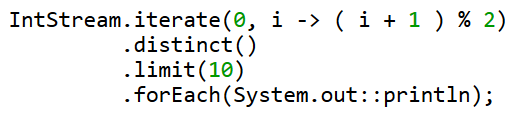 IntStream.iterate(0, i -> ( i + 1 ) % 2)
.distinct()
.limit(10)
.forEach(System.out::println);